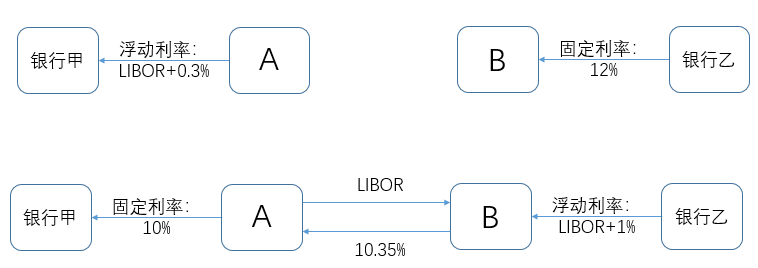 银行甲
浮动利率：
LIBOR+0.3%
A
B
固定利率：
12%
银行乙
银行甲
固定利率：
10%
A
LIBOR
10.35%
B
浮动利率：
LIBOR+1%
银行乙